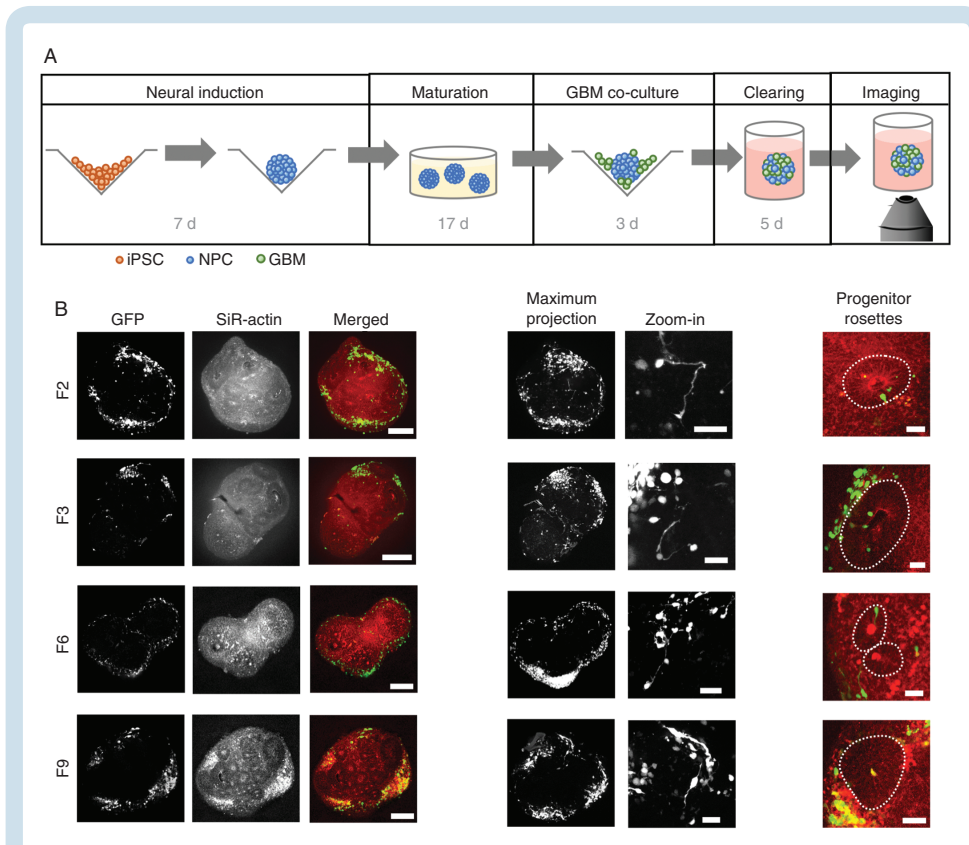 A
Neural induction Maturation GBM co-culture Clearing Imaging
7 d 17 d 3 d 5 d
iPSC NPC GBM
B
GFP SiR-actin Merged Maximum projection Zoom-in Progenitor rosettes
F2
F3
F6
F9